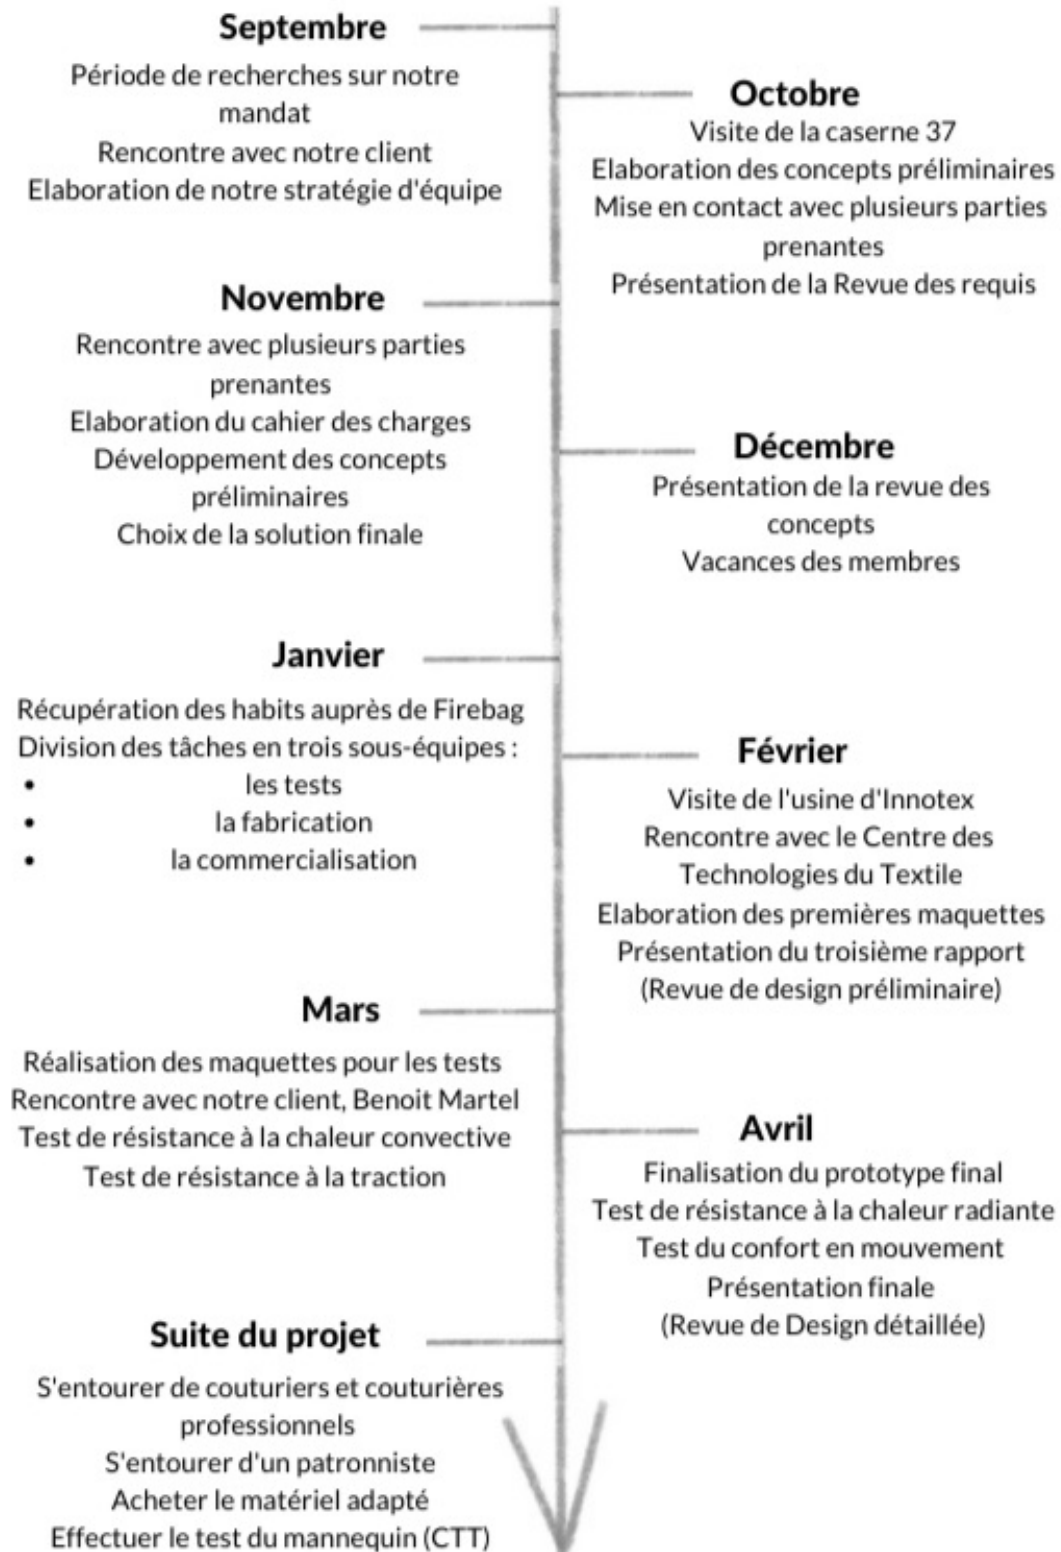 Septembre
Période de recherches sur notre
mandat
Rencontre avec notre client
Elaboration de notre stratégie d'équipe
Octobre
Visite de la caserne 37
Elaboration des concepts préliminaires
Mise en contact avec plusieurs parties
prenantes
Présentation de la Revue des requis
Novembre
Rencontre avec plusieurs parties
prenantes
Elaboration du cahier des charges
Développement des concepts
préliminaires
Choix de la solution finale
Décembre
Présentation de la revue des
concepts
Vacances des membres
Janvier
Récupération des habits auprès de Firebag
Division des tâches en trois sous-équipes :
• les tests
• la fabrication
• la commercialisation
Février
Visite de l'usine d'Innotex
Rencontre avec le Centre des
Technologies du Textile
Elaboration des premières maquettes
Présentation du troisième rapport
(Revue de design préliminaire)
Mars
Réalisation des maquettes pour les tests
Rencontre avec notre client, Benoit Martel
Test de résistance à la chaleur convective
Test de résistance à la traction
Avril
Finalisation du prototype final
Test de résistance à la chaleur radiante
Test du confort en mouvement
Présentation finale
(Revue de Design détaillée)
Suite du projet
S'entourer de couturiers et couturières
professionnels
S'entourer d'un patronniste
Acheter le matériel adapté
Effectuer le test du mannequin (CTT)